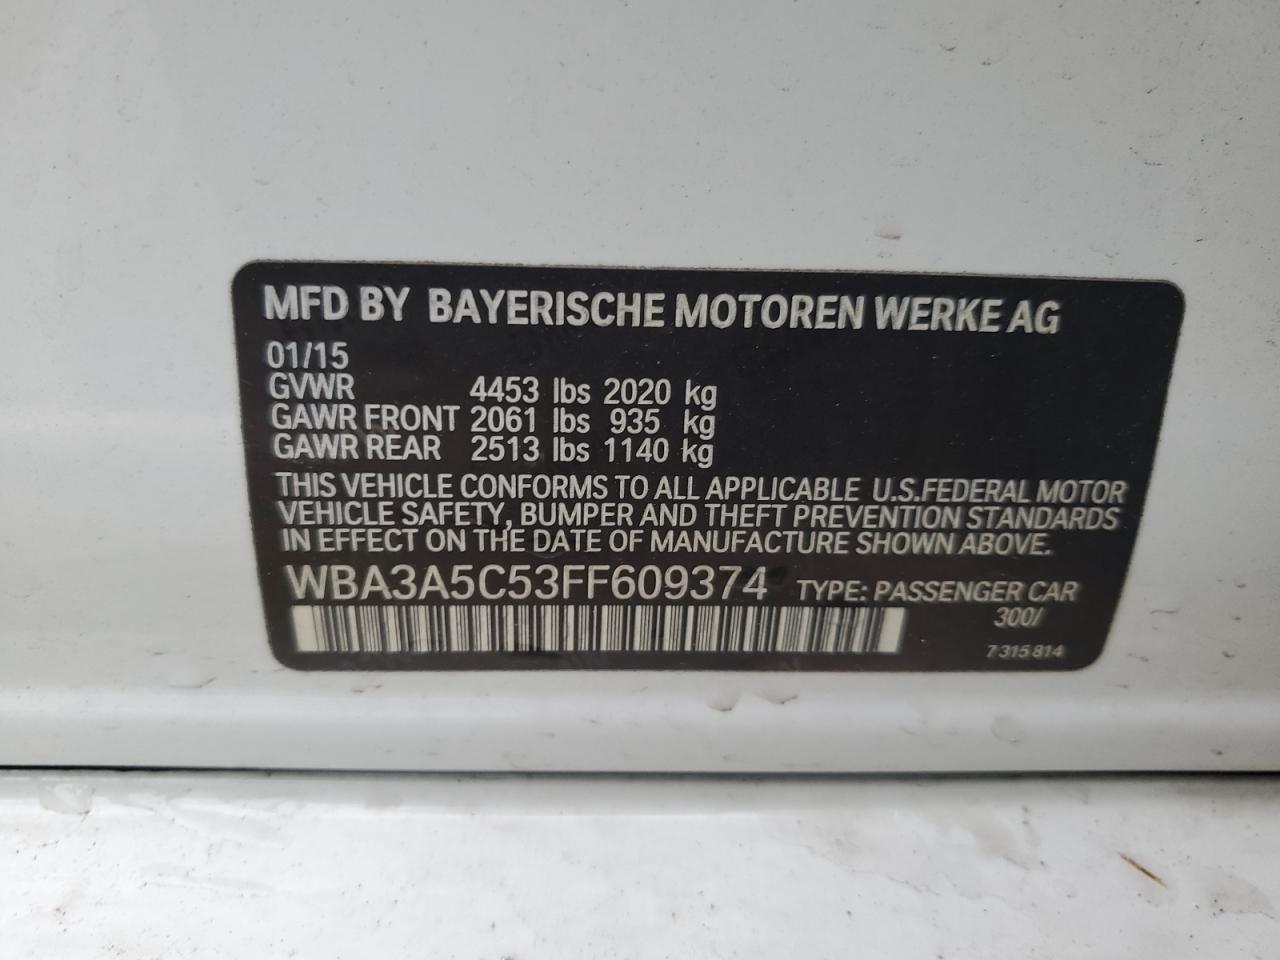 MFD BY BAYERISCHE MOTOREN WERKE AG
01/15
GVWR 4453 lbs 2020 kg
GAWR FRONT 2061 lbs 935 kg
GAWR REAR 2513 lbs 1140 kg
THIS VEHICLE CONFORMS TO ALL APPLICABLE U.S.FEDERAL MOTOR
VEHICLE SAFETY, BUMPER AND THEFT PREVENTION STANDARDS
IN EFFECT ON THE DATE OF MANUFACTURE SHOWN ABOVE.
WBA3A5C53FF609374 TYPE: PASSENGER CAR
300/
7 315 814